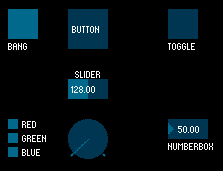 BUTTON
BANG
TOGGLE
SLIDER
128.00
RED
GREEN
BLUE
50.00
NUMBERBOX